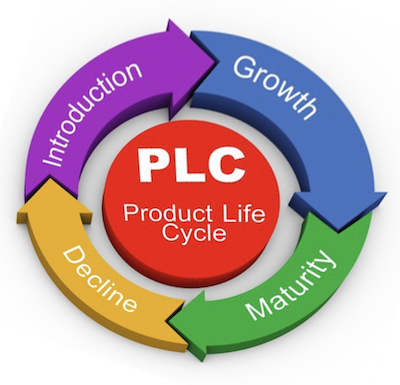 PLC
Product Life
Cycle
Introduction
Growth
Maturity
Decline